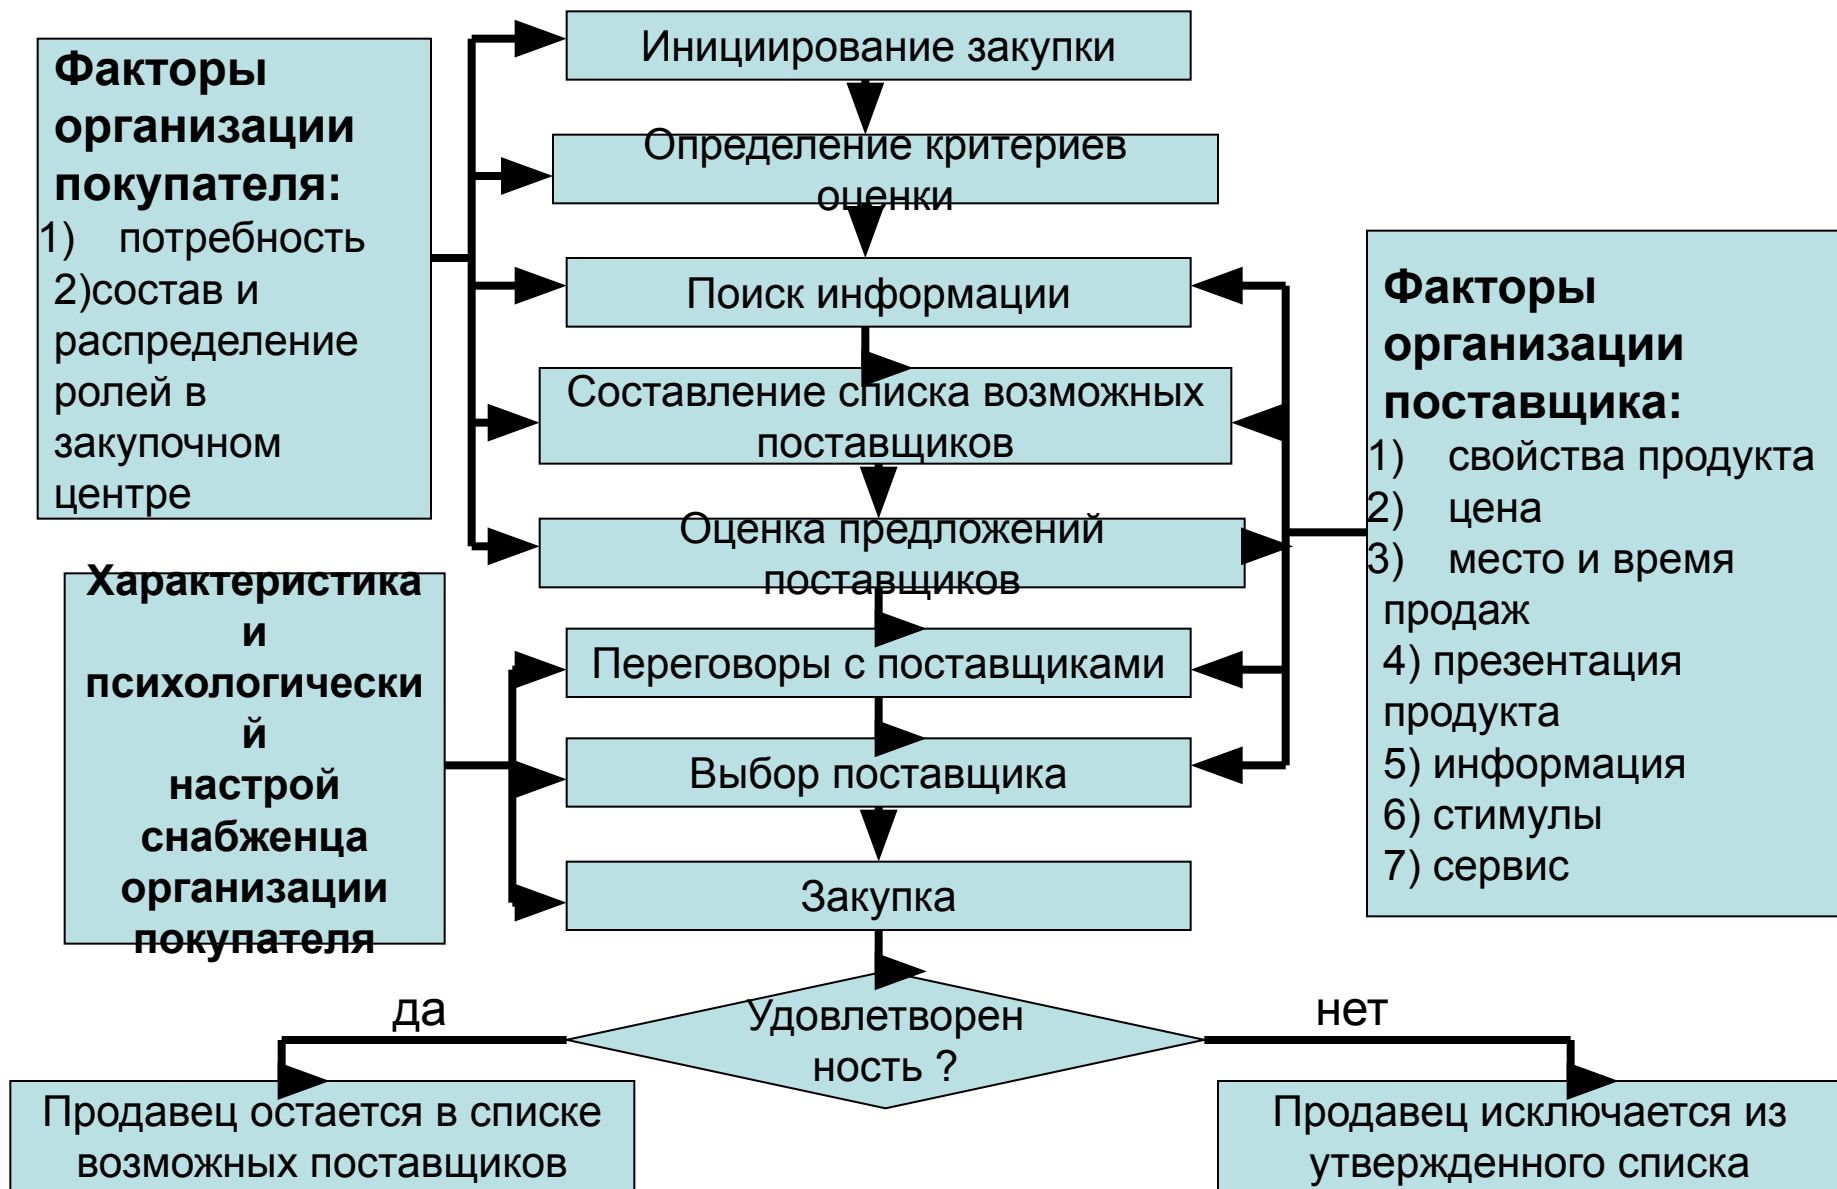 Инициирование закупки
Факторы
организации
покупателя:
1) потребность
2)состав и
распределение
ролей в
закупочном
центре
Определение критериев
оценки
Поиск информации
Составление списка возможных
поставщиков
Оценка предложений
поставщиков
Факторы
организации
поставщика:
1) свойства продукта
2) цена
3) место и время
продаж
4) презентация
продукта
5) информация
6) стимулы
7) сервис
Характеристика
и
психологически
й
настрой
снабженца
организации
покупателя
Переговоры с поставщиками
Выбор поставщика
Закупка
да
Удовлетворен
ность ?
нет
Продавец остается в списке
возможных поставщиков
Продавец исключается из
утвержденного списка